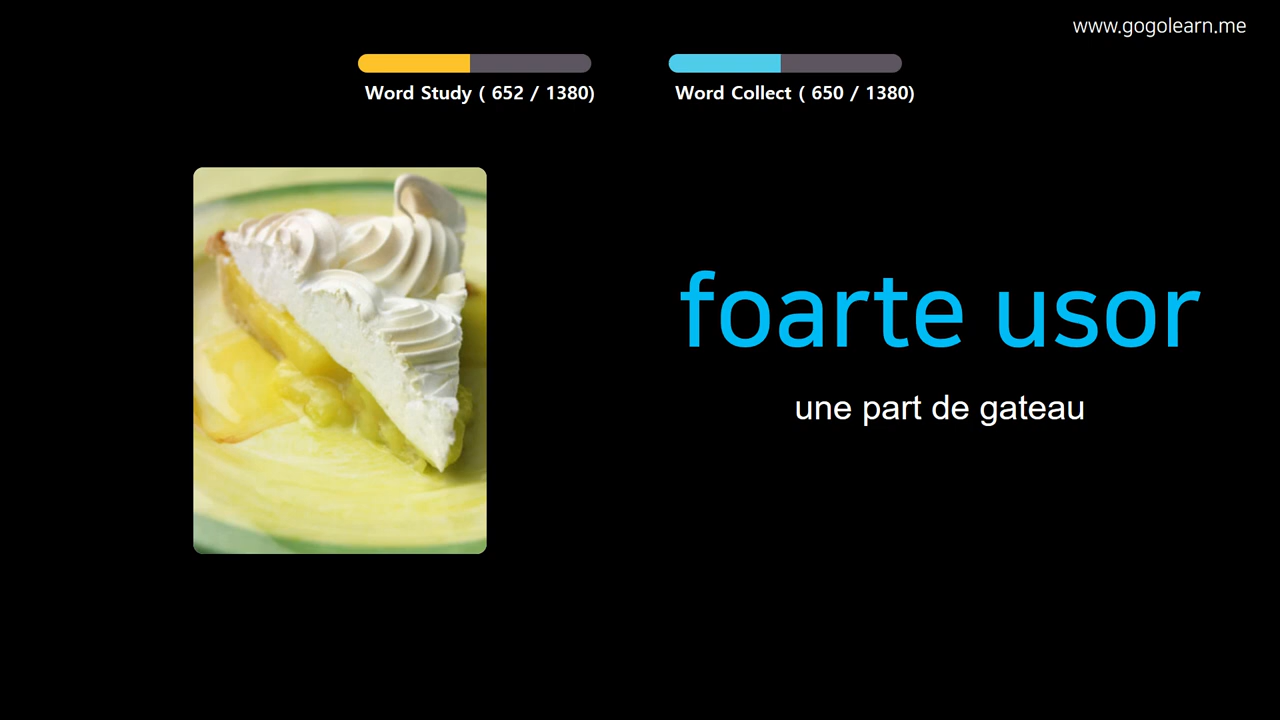 www.gogolearn.me
Word Study ( 652 / 1380)
Word Collect ( 650 / 1380)
foarte usor
une part de gateau